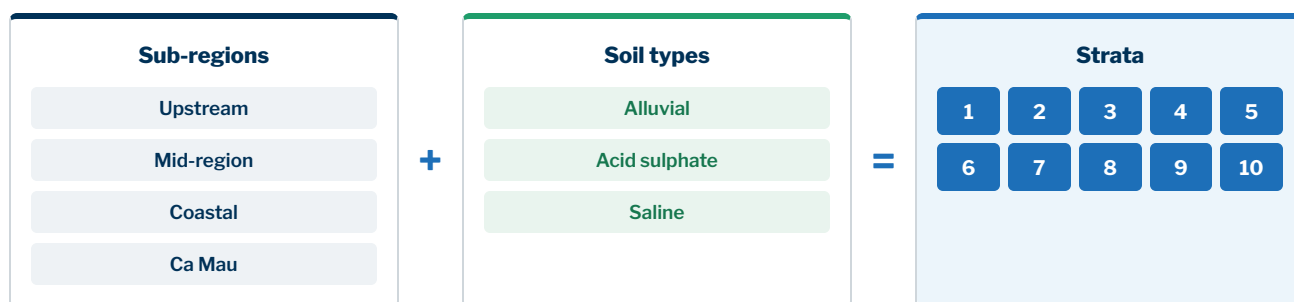 Sub-regions
Upstream
Mid-region
Coastal
Ca Mau
+
Soil types
Alluvial
Acid sulphate
Saline
=
Strata
1 2 3 4 5
6 7 8 9 10